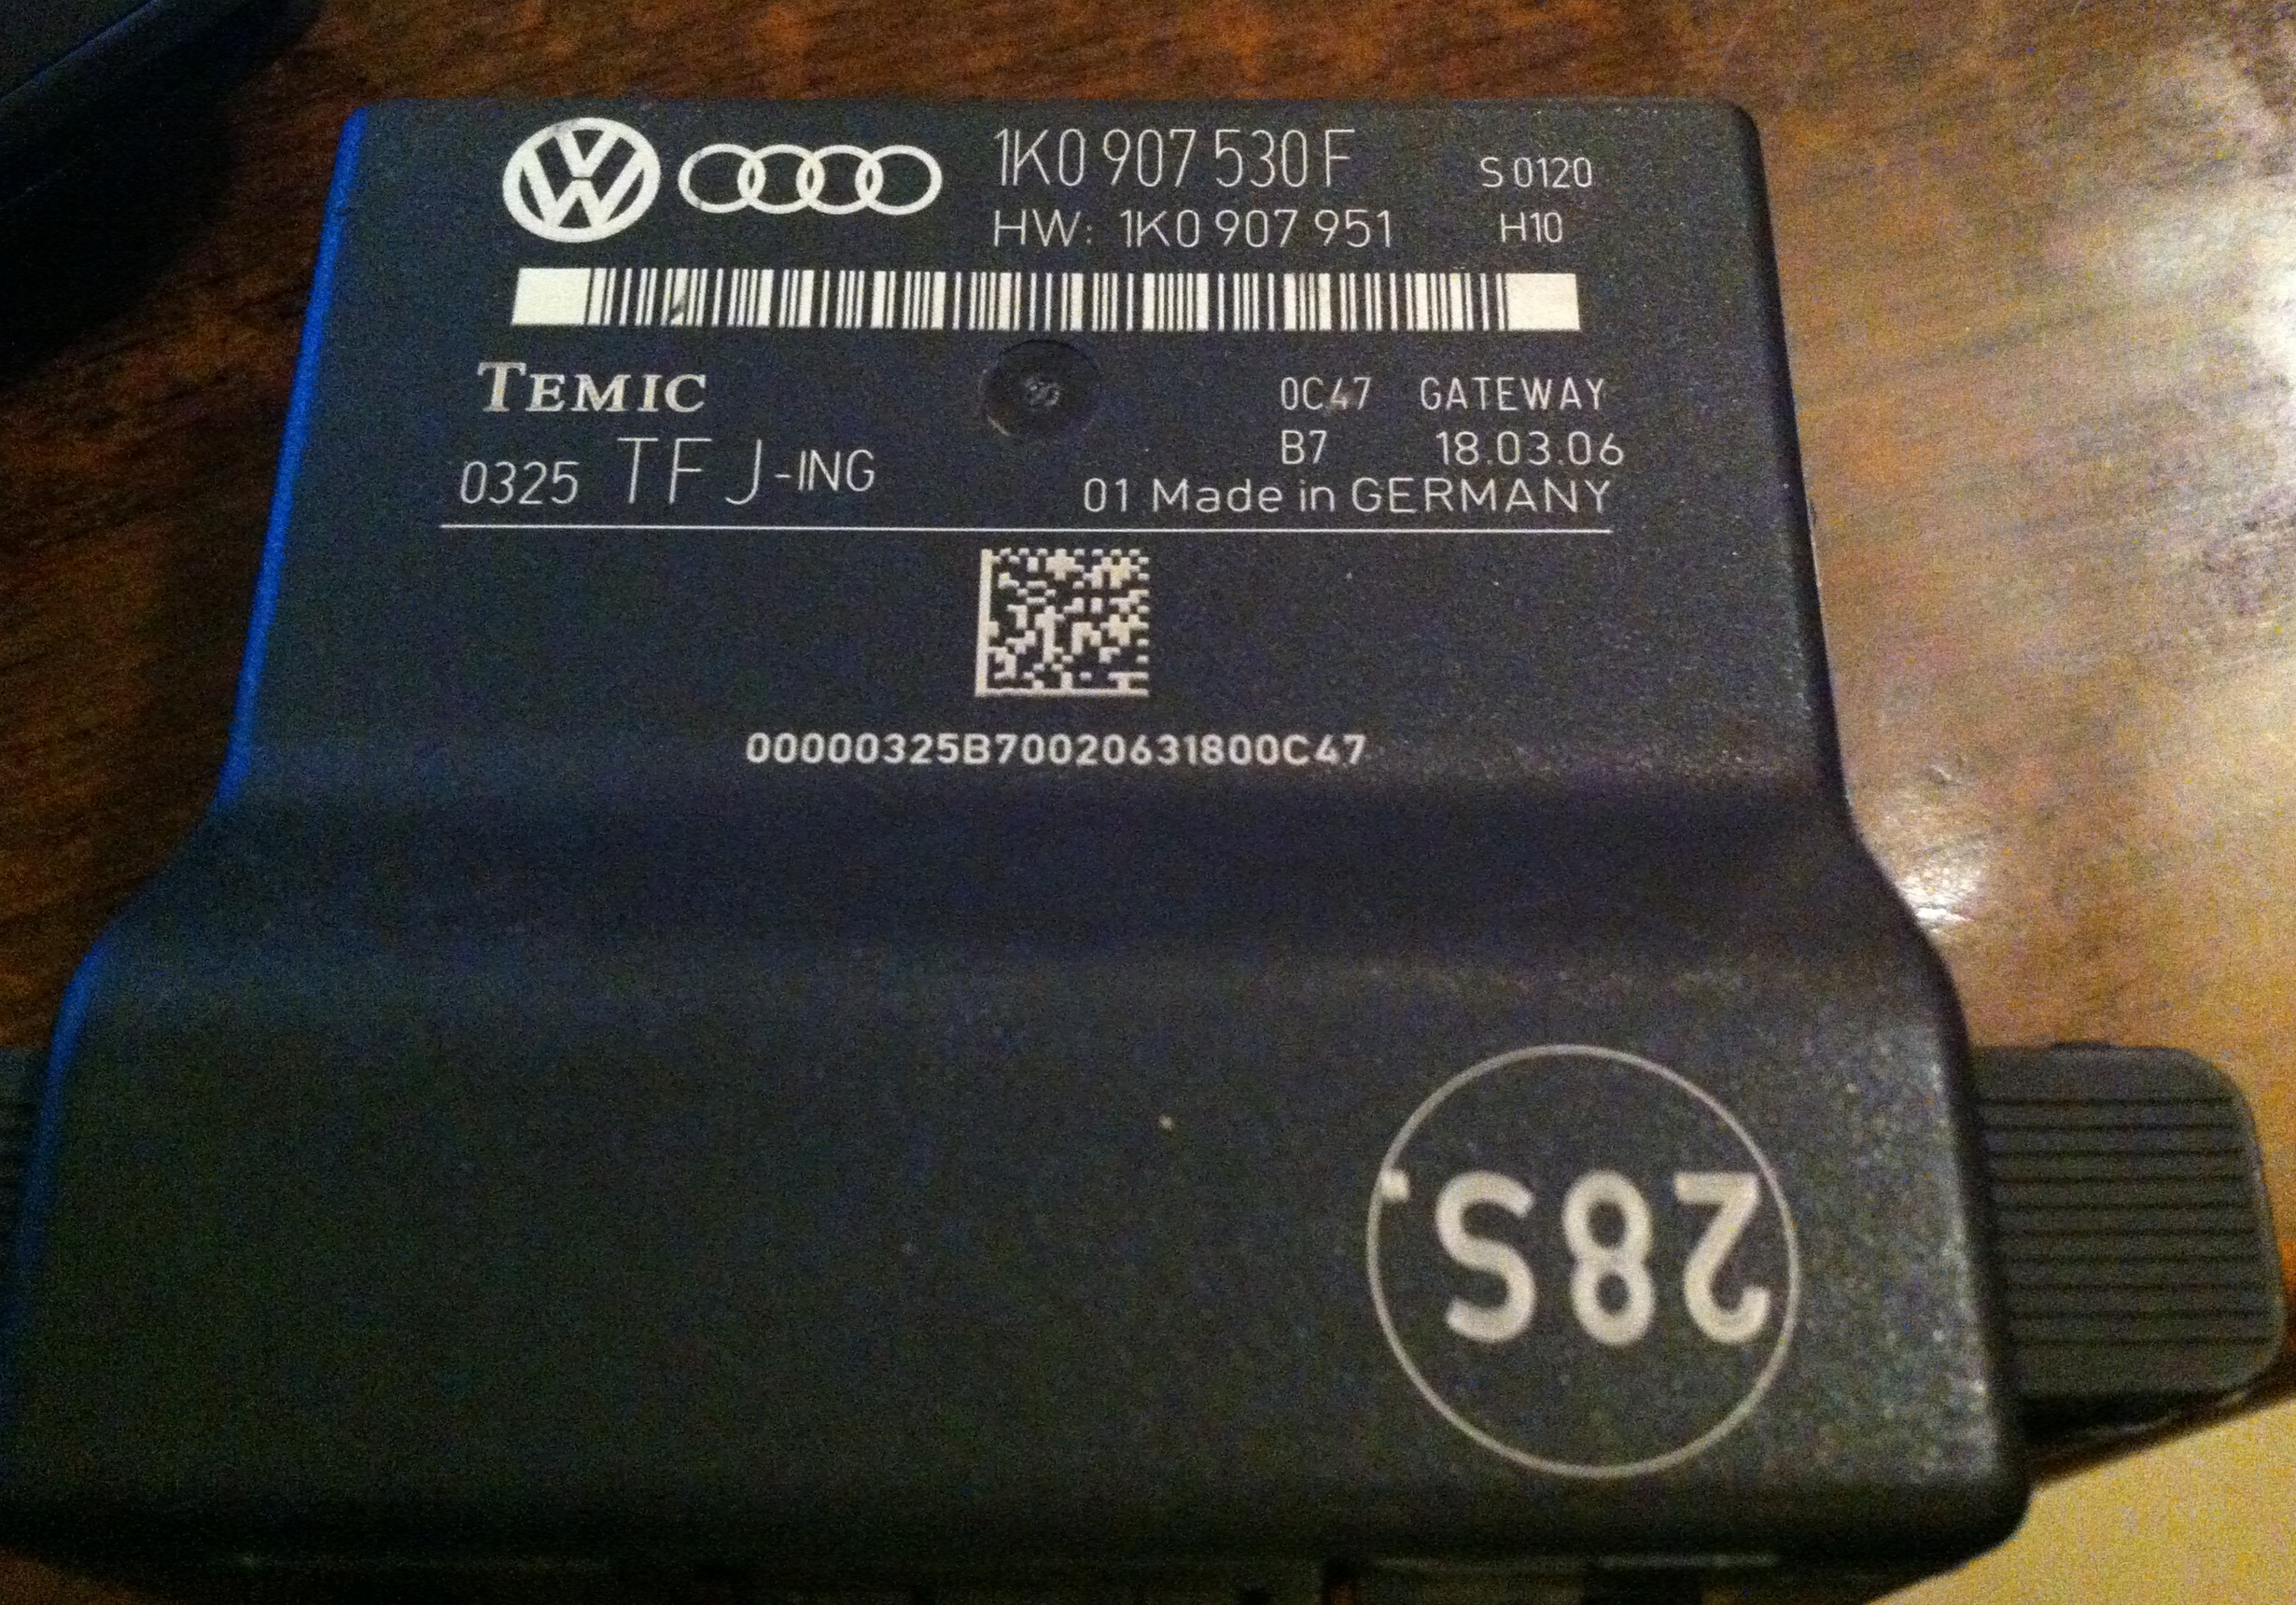 1K0 907 530 F S 0120
HW: 1K0 907 951 H10
TEMIC 0C47 GATEWAY
B7 18.03.06
0325 TFJ-ING 01 Made in GERMANY
00000325B70020631800C47
28S.